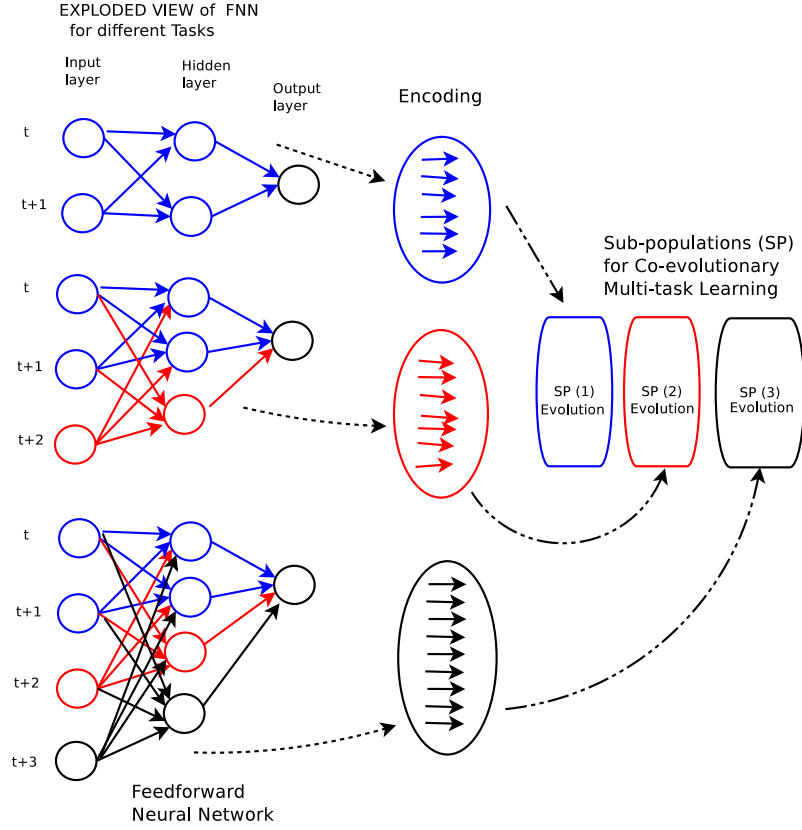 EXPLODED VIEW of FNN
for different Tasks
Input
layer
Hidden
layer
Output
layer
Encoding
t
t+1
Sub-populations (SP)
for Co-evolutionary
Multi-task Learning
t
t+1
t+2
SP (1)
Evolution
SP (2)
Evolution
SP (3)
Evolution
t
t+1
t+2
t+3
Feedforward
Neural Network